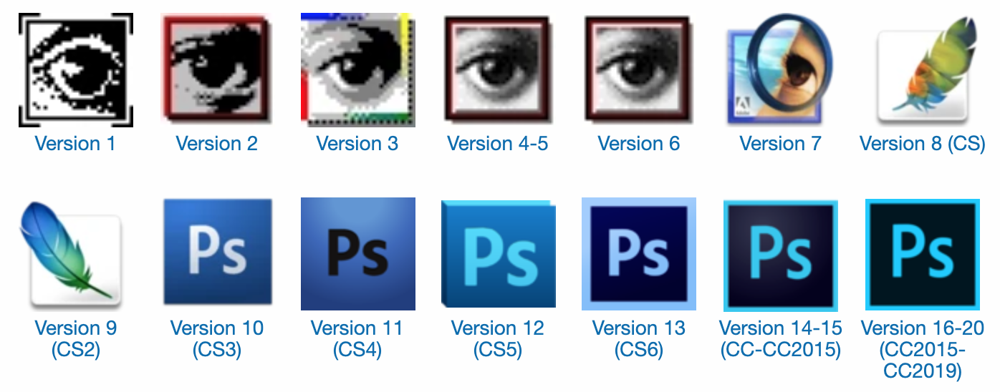 Version 1
Version 2
Version 3
Version 4-5
Version 6
Adobe
Version 7
Version 8 (CS)
Ps
Ps
Ps
Ps
Ps
Ps
Version 9
(CS2)
Version 10
(CS3)
Version 11
(CS4)
Version 12
(CS5)
Version 13
(CS6)
Version 14-15
(CC-CC2015)
Version 16-20
(CC2015-
CC2019)